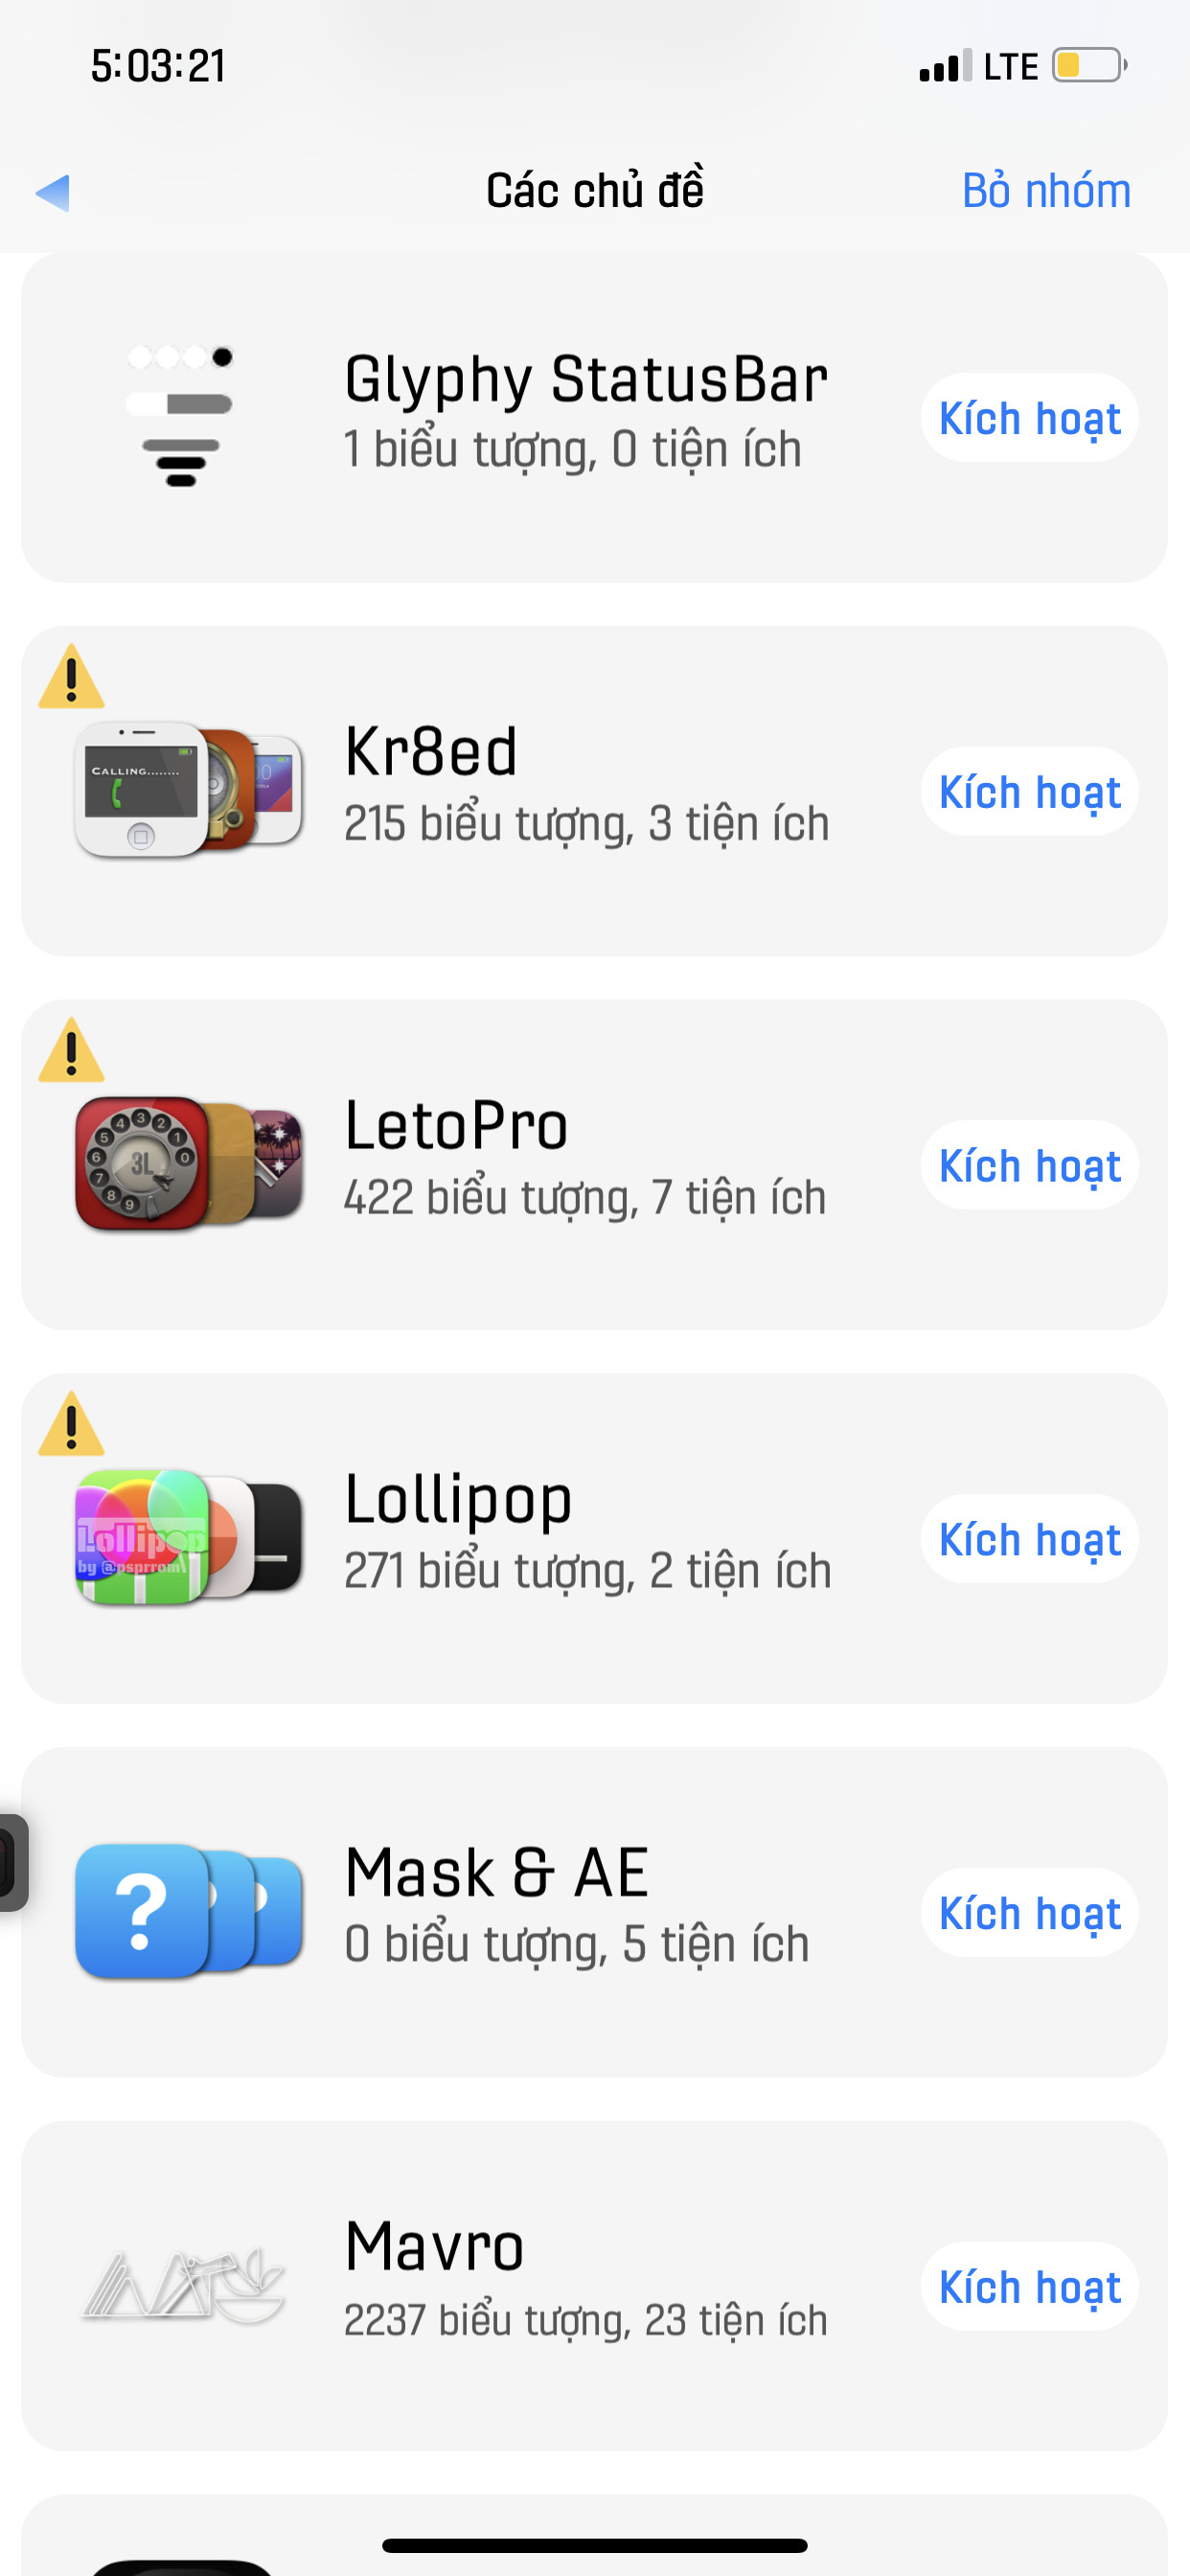 5:03:21
LTE
Các chủ đề
Bỏ nhóm
Glyphy StatusBar
1 biểu tượng, 0 tiện ích
Kích hoạt
CALLING........
Kr8ed
215 biểu tượng, 3 tiện ích
Kích hoạt
3L
LetoPro
422 biểu tượng, 7 tiện ích
Kích hoạt
Lollipop
by @psprrom
Lollipop
271 biểu tượng, 2 tiện ích
Kích hoạt
?
Mask & AE
0 biểu tượng, 5 tiện ích
Kích hoạt
Mavro
2237 biểu tượng, 23 tiện ích
Kích hoạt